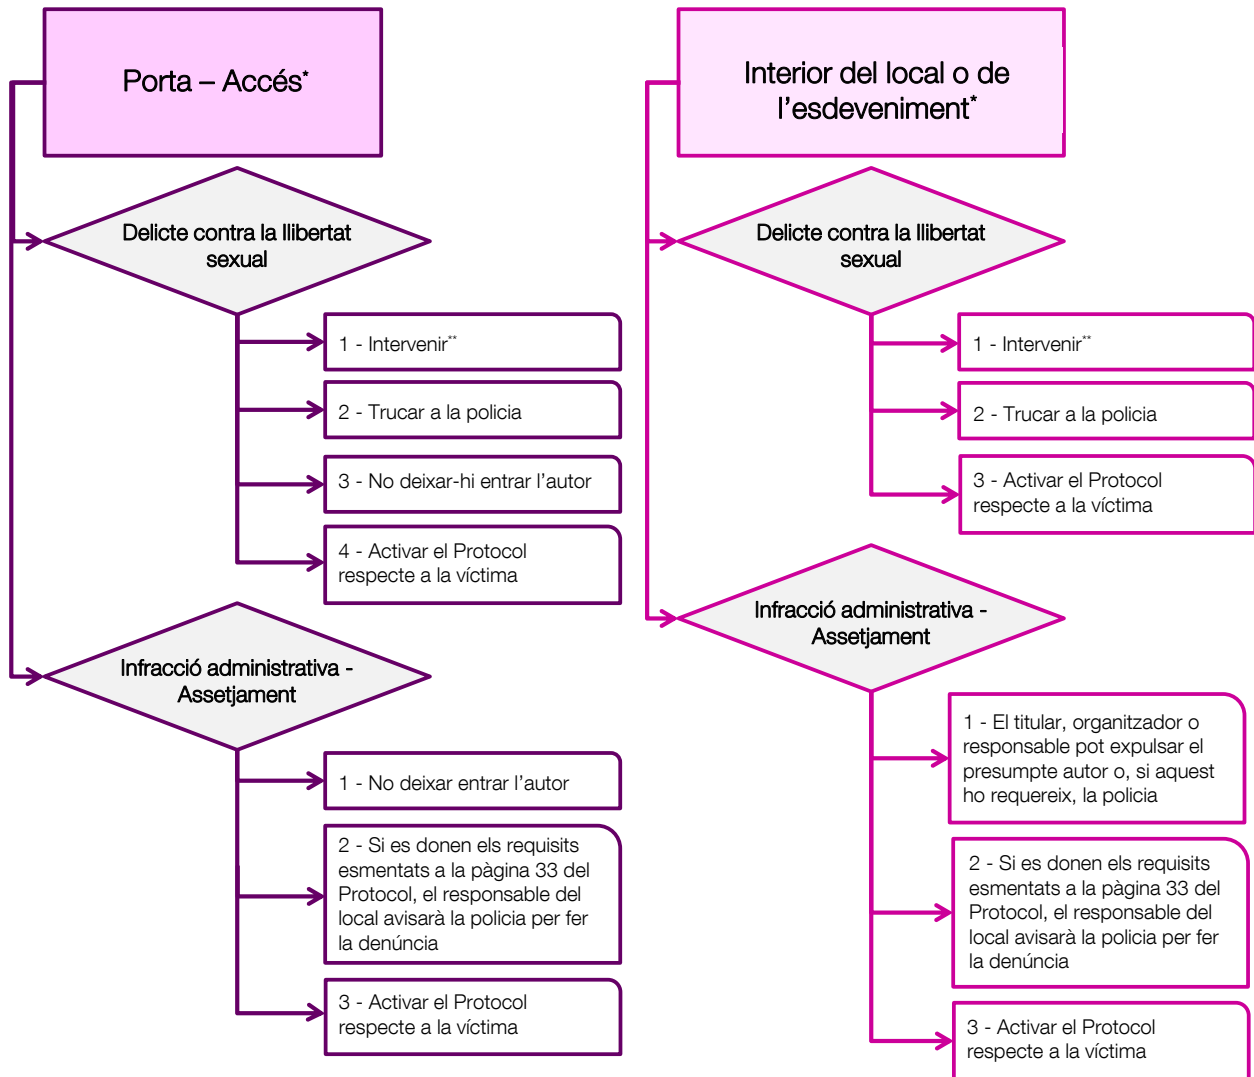 Porta – Accés*
Delicte contra la llibertat
sexual
1 - Intervenir**
2 - Trucar a la policia
3 - No deixar-hi entrar l’autor
4 - Activar el Protocol
respecte a la víctima
Infracció administrativa -
Assetjament
1 - No deixar entrar l’autor
2 - Si es donen els requisits
esmentats a la pàgina 33 del
Protocol, el responsable del
local avisarà la policia per fer
la denúncia
3 - Activar el Protocol
respecte a la víctima
Interior del local o de
l’esdeveniment*
Delicte contra la llibertat
sexual
1 - Intervenir**
2 - Trucar a la policia
3 - Activar el Protocol
respecte a la víctima
Infracció administrativa -
Assetjament
1 - El titular, organitzador o
responsable pot expulsar el
presumpte autor o, si aquest
ho requereix, la policia
2 - Si es donen els requisits
esmentats a la pàgina 33 del
Protocol, el responsable del
local avisarà la policia per fer
la denúncia
3 - Activar el Protocol
respecte a la víctima